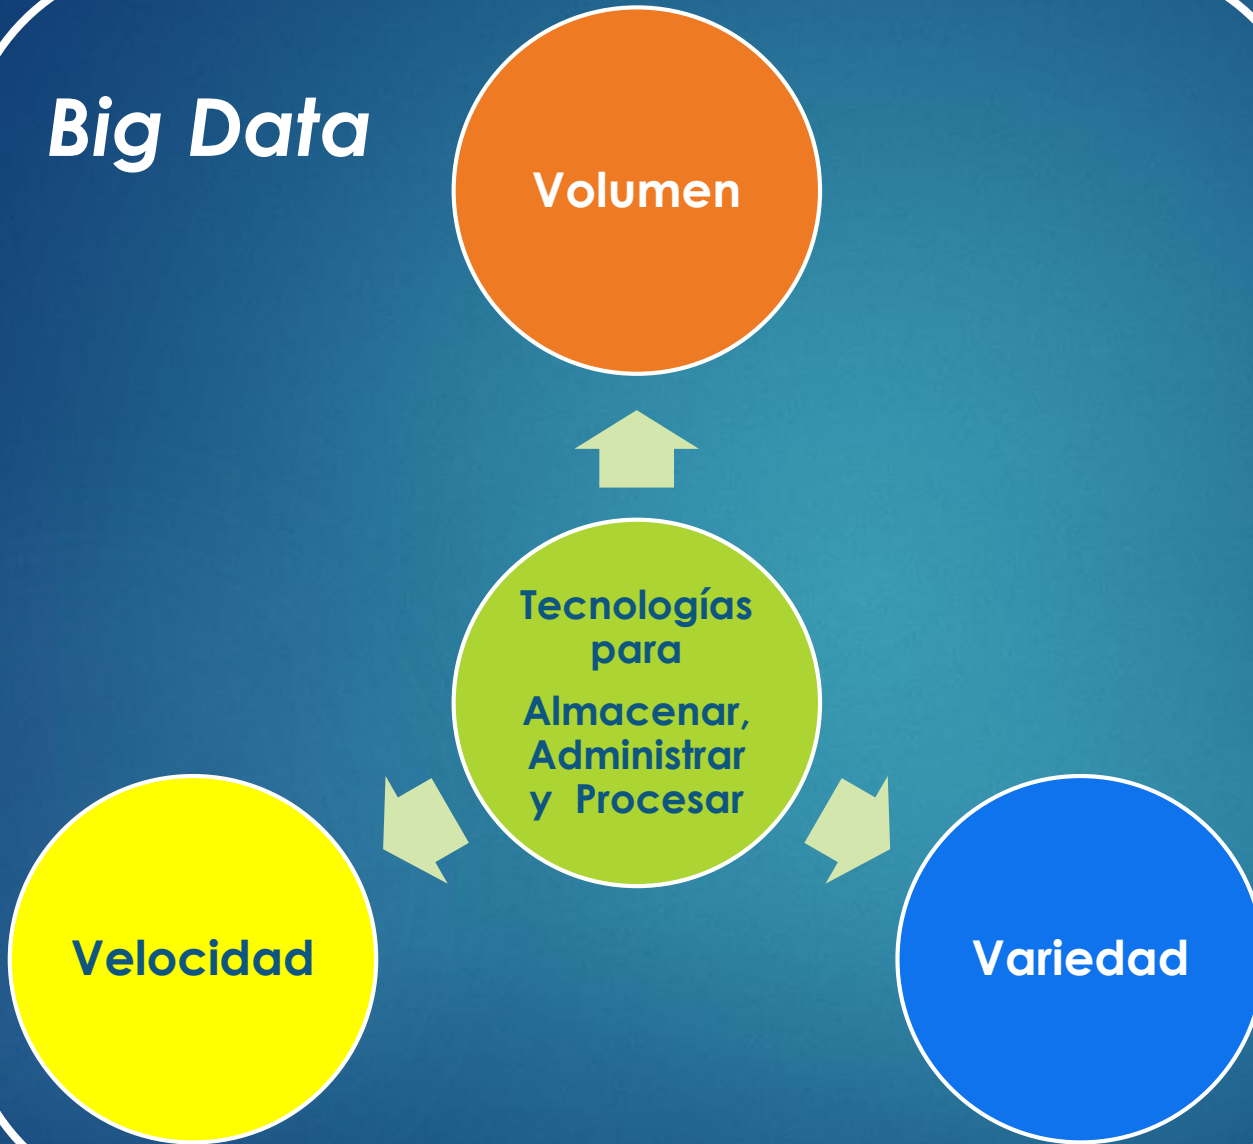 Big Data
Volumen
Tecnologías
para
Almacenar,
Administrar
y Procesar
Velocidad
Variedad